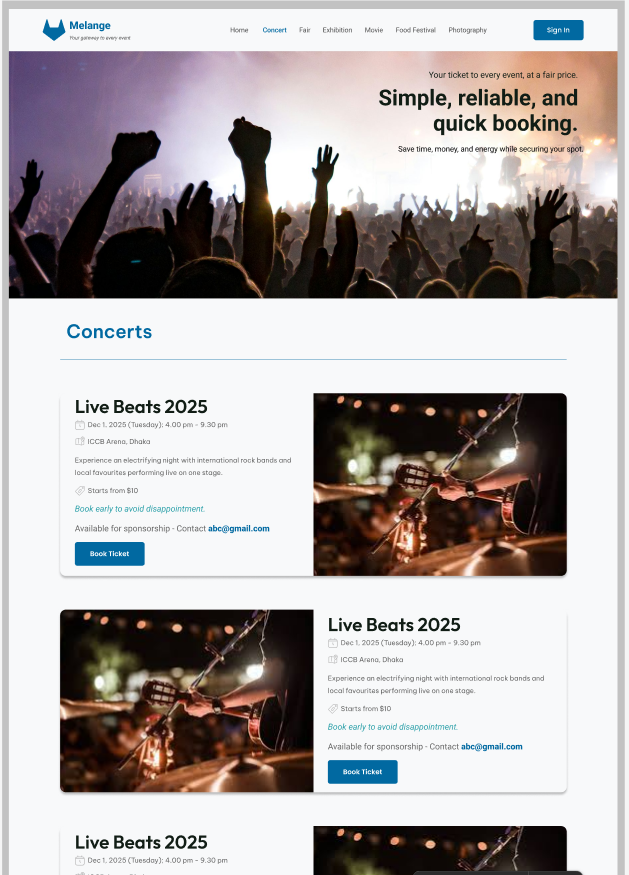 Melange
Your gateway to every event
Home Concert Fair Exhibition Movie Food Festival Photography
Sign In
Your ticket to every event, at a fair price.
Simple, reliable, and
quick booking.
Save time, money, and energy while securing your spot.
Concerts
Live Beats 2025
Dec 1, 2025 (Tuesday); 4.00 pm - 9.30 pm
ICCB Arena, Dhaka
Experience an electrifying night with international rock bands and
local favourites performing live on one stage.
Starts from $10
Book early to avoid disappointment.
Available for sponsorship - Contact abc@gmail.com
Book Ticket
Live Beats 2025
Dec 1, 2025 (Tuesday); 4.00 pm - 9.30 pm
ICCB Arena, Dhaka
Experience an electrifying night with international rock bands and
local favourites performing live on one stage.
Starts from $10
Book early to avoid disappointment.
Available for sponsorship - Contact abc@gmail.com
Book Ticket
Live Beats 2025
Dec 1, 2025 (Tuesday); 4.00 pm - 9.30 pm